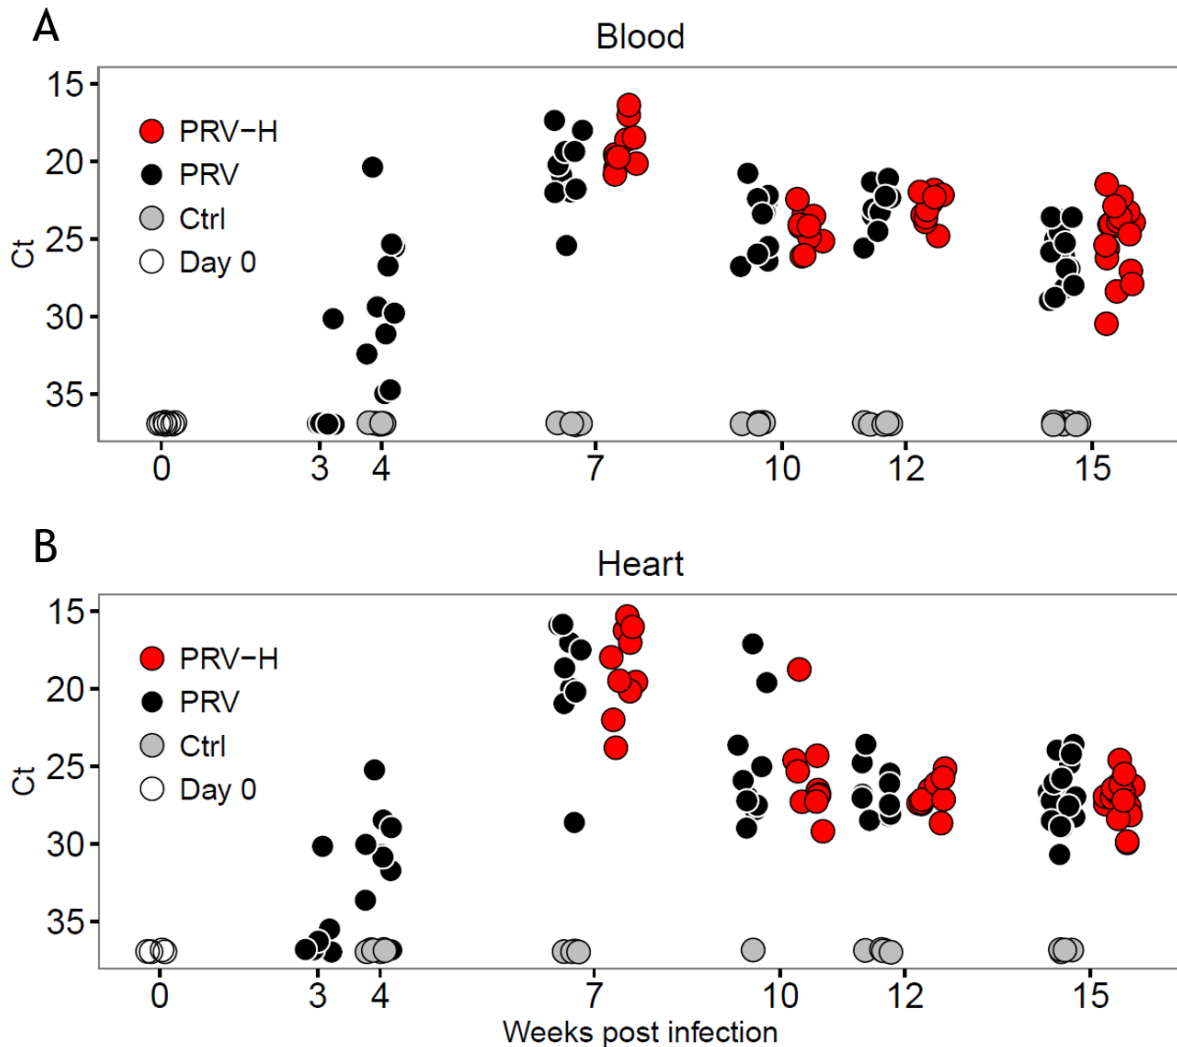 A
Blood
15
20
25
30
35
Ct
PRV-H
PRV
Ctrl
Day 0
0 3 4 7 10 12 15
B
Heart
15
20
25
30
35
Ct
PRV-H
PRV
Ctrl
Day 0
0 3 4 7 10 12 15
Weeks post infection